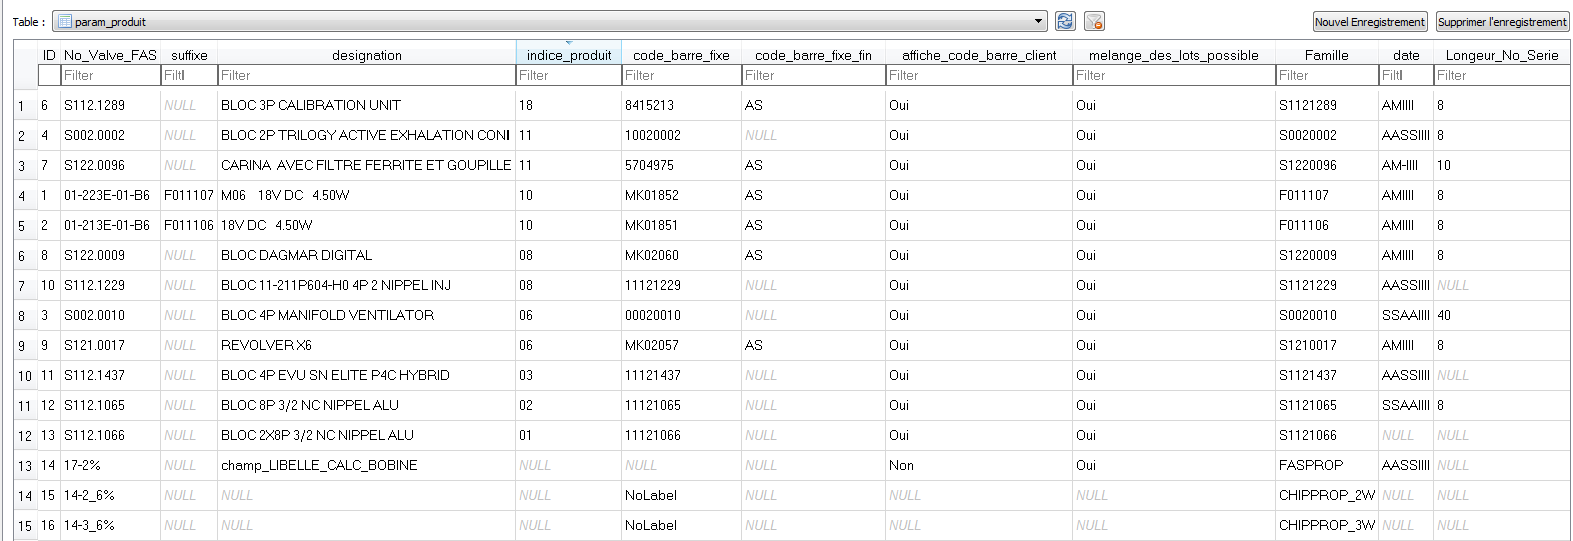 Table : param_produit Nouvel Enregistrement Supprimer l'enregistrement
ID No_Valve_FAS suffixe designation indice_produit code_barre_fixe code_barre_fixe_fin affiche_code_barre_client melange_des_lots_possible Famille date Longeur_No_Serie
Filter Filtl Filter Filter Filter Filter Filter Filter Filter Filtl Filter
1 6 S112.1289 NULL BLOC 3P CALIBRATION UNIT 18 8415213 AS Oui Oui S1121289 AMIIII 8
2 4 S002.0002 NULL BLOC 2P TRILOGY ACTIVE EXHALATION CONI 11 10020002 NULL Oui Oui S0020002 AASSIIII 8
3 7 S122.0096 NULL CARINA AVEC FILTRE FERRITE ET GOUPILLE 11 5704975 AS Oui Oui S1220096 AM-IIII 10
4 1 01-223E-01-B6 F011107 M06 18V DC 4.50W 10 MK01852 AS Oui Oui F011107 AMIIII 8
5 2 01-213E-01-B6 F011106 18V DC 4.50W 10 MK01851 AS Oui Oui F011106 AMIIII 8
6 8 S122.0009 NULL BLOC DAGMAR DIGITAL 08 MK02060 AS Oui Oui S1220009 AMIIII 8
7 10 S112.1229 NULL BLOC 11-211P604-H0 4P 2 NIPPEL INJ 08 11121229 NULL Oui Oui S1121229 AASSIIII NULL
8 3 S002.0010 NULL BLOC 4P MANIFOLD VENTILATOR 06 00020010 NULL Oui Oui S0020010 SSAAIIII 40
9 9 S121.0017 NULL REVOLVER X6 06 MK02057 AS Oui Oui S1210017 AMIIII 8
10 11 S112.1437 NULL BLOC 4P EVU SN ELITE P4C HYBRID 03 11121437 NULL Oui Oui S1121437 AASSIIII NULL
11 12 S112.1065 NULL BLOC 8P 3/2 NC NIPPEL ALU 02 11121065 NULL Oui Oui S1121065 SSAAIIII 8
12 13 S112.1066 NULL BLOC 2X8P 3/2 NC NIPPEL ALU 01 11121066 NULL Oui Oui S1121066 NULL NULL
13 14 17-2% NULL champ_LIBELLE_CALC_BOBINE NULL NULL NULL Non Oui FASPROP AASSIIII NULL
14 15 14-2_6% NULL NULL NULL NoLabel NULL NULL NULL CHIPPROP_2W NULL NULL
15 16 14-3_6% NULL NULL NULL NoLabel NULL NULL NULL CHIPPROP_3W NULL NULL